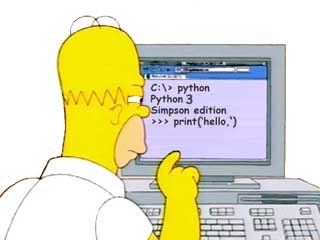 C:\> python
Python 3
Simpson edition
>>> print('hello,')